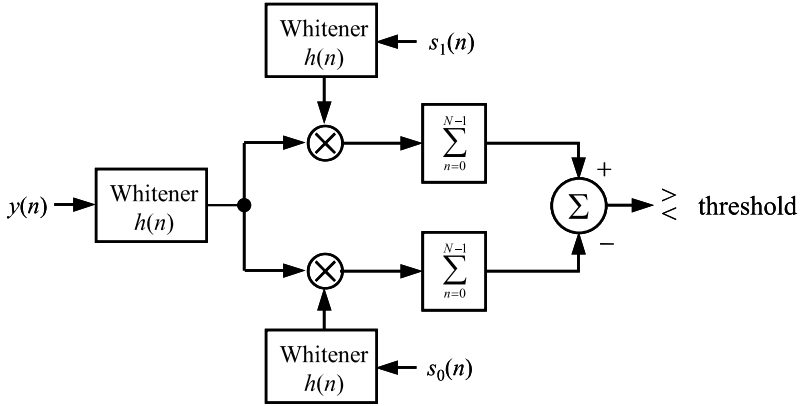 Whitener
h(n)
s₁(n)
N−1
∑
n=0
+
y(n)
Whitener
h(n)
Σ
>
<
threshold
−
N−1
∑
n=0
Whitener
h(n)
s₀(n)